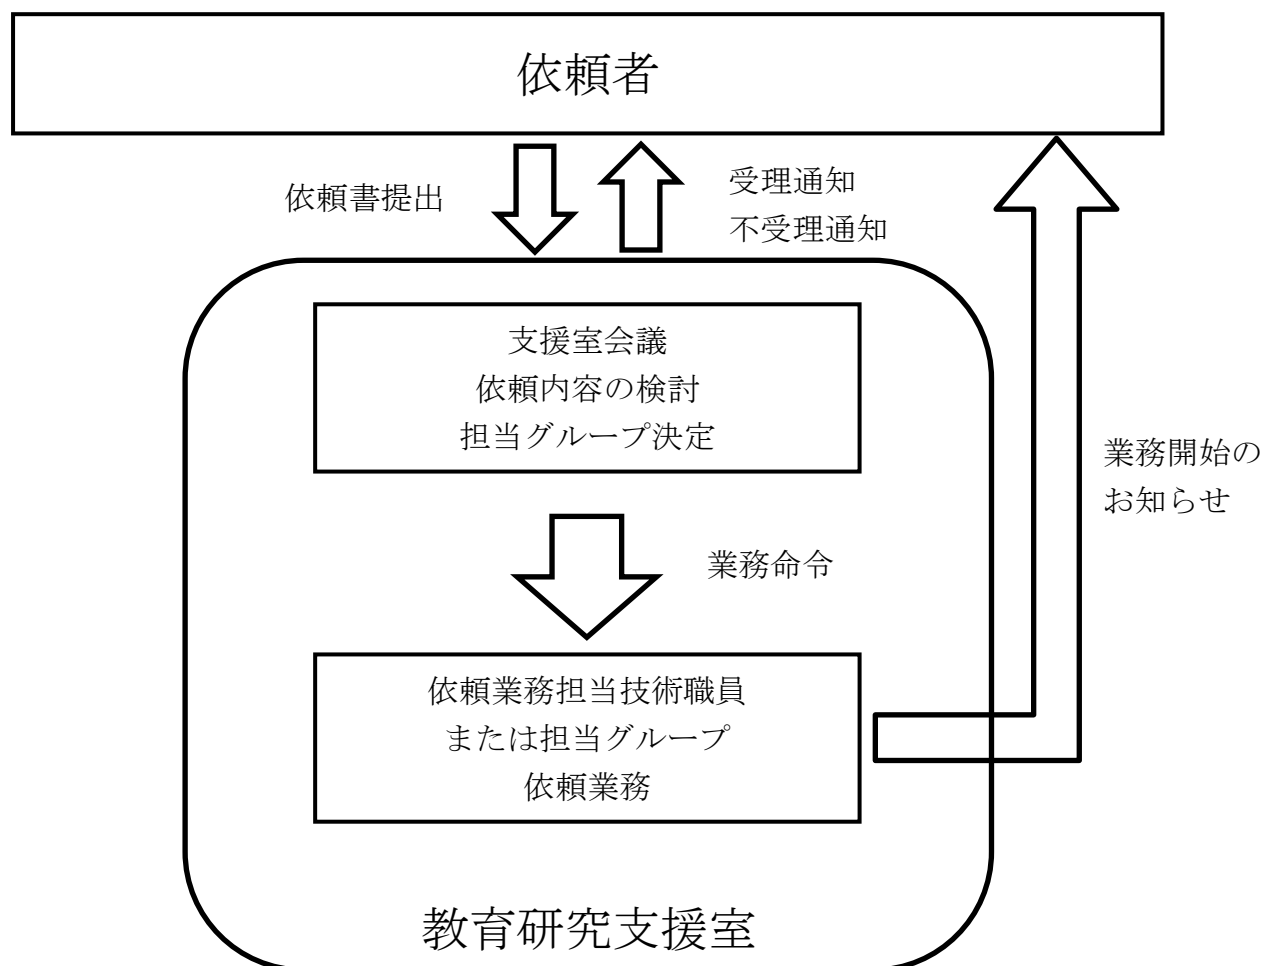 依頼者
依頼書提出
受理通知
不受理通知
支援室会議
依頼内容の検討
担当グループ決定
業務開始の
お知らせ
業務命令
依頼業務担当技術職員
または担当グループ
依頼業務
教育研究支援室